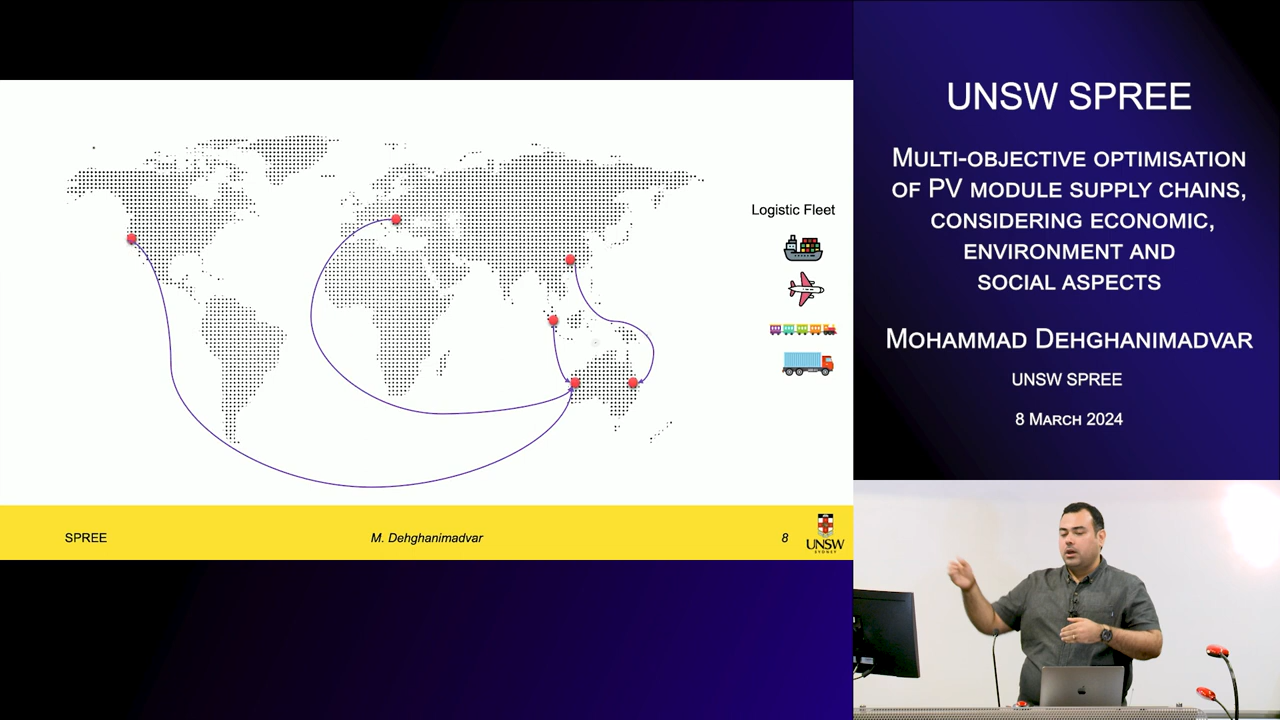 Logistic Fleet
SPREE
M. Dehghanimadvar
8
UNSW
SYDNEY
UNSW SPREE
MULTI-OBJECTIVE OPTIMISATION
OF PV MODULE SUPPLY CHAINS,
CONSIDERING ECONOMIC,
ENVIRONMENT AND
SOCIAL ASPECTS
MOHAMMAD DEHGHANIMADVAR
UNSW SPREE
8 MARCH 2024